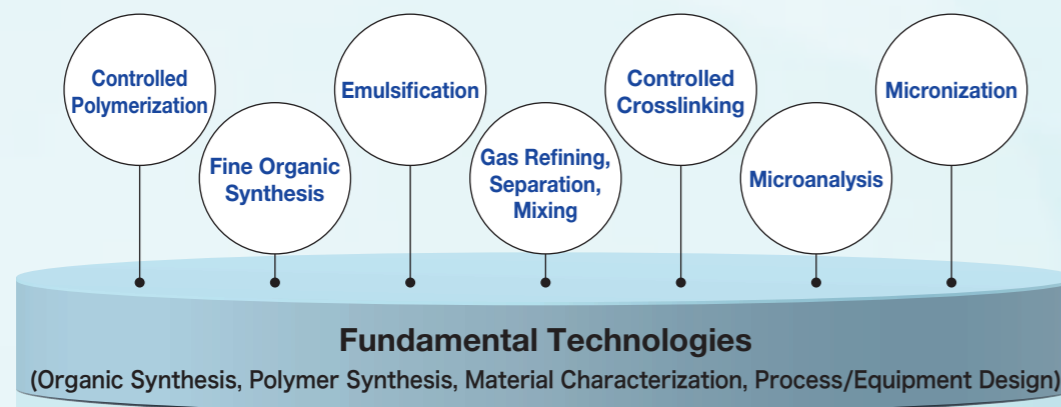 Controlled
Polymerization
Fine Organic
Synthesis
Emulsification
Gas Refining,
Separation,
Mixing
Controlled
Crosslinking
Microanalysis
Micronization
Fundamental Technologies
(Organic Synthesis, Polymer Synthesis, Material Characterization, Process/Equipment Design)